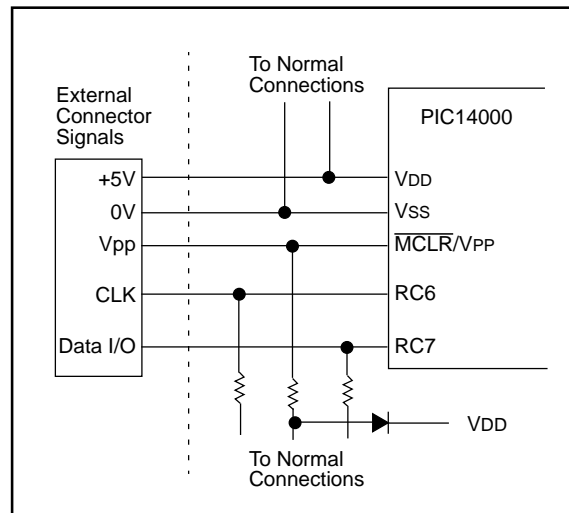 To Normal
Connections
External
Connector
Signals
PIC14000
+5V
VDD
0V
VSS
Vpp
MCLR/VPP
CLK
RC6
Data I/O
RC7
VDD
To Normal
Connections